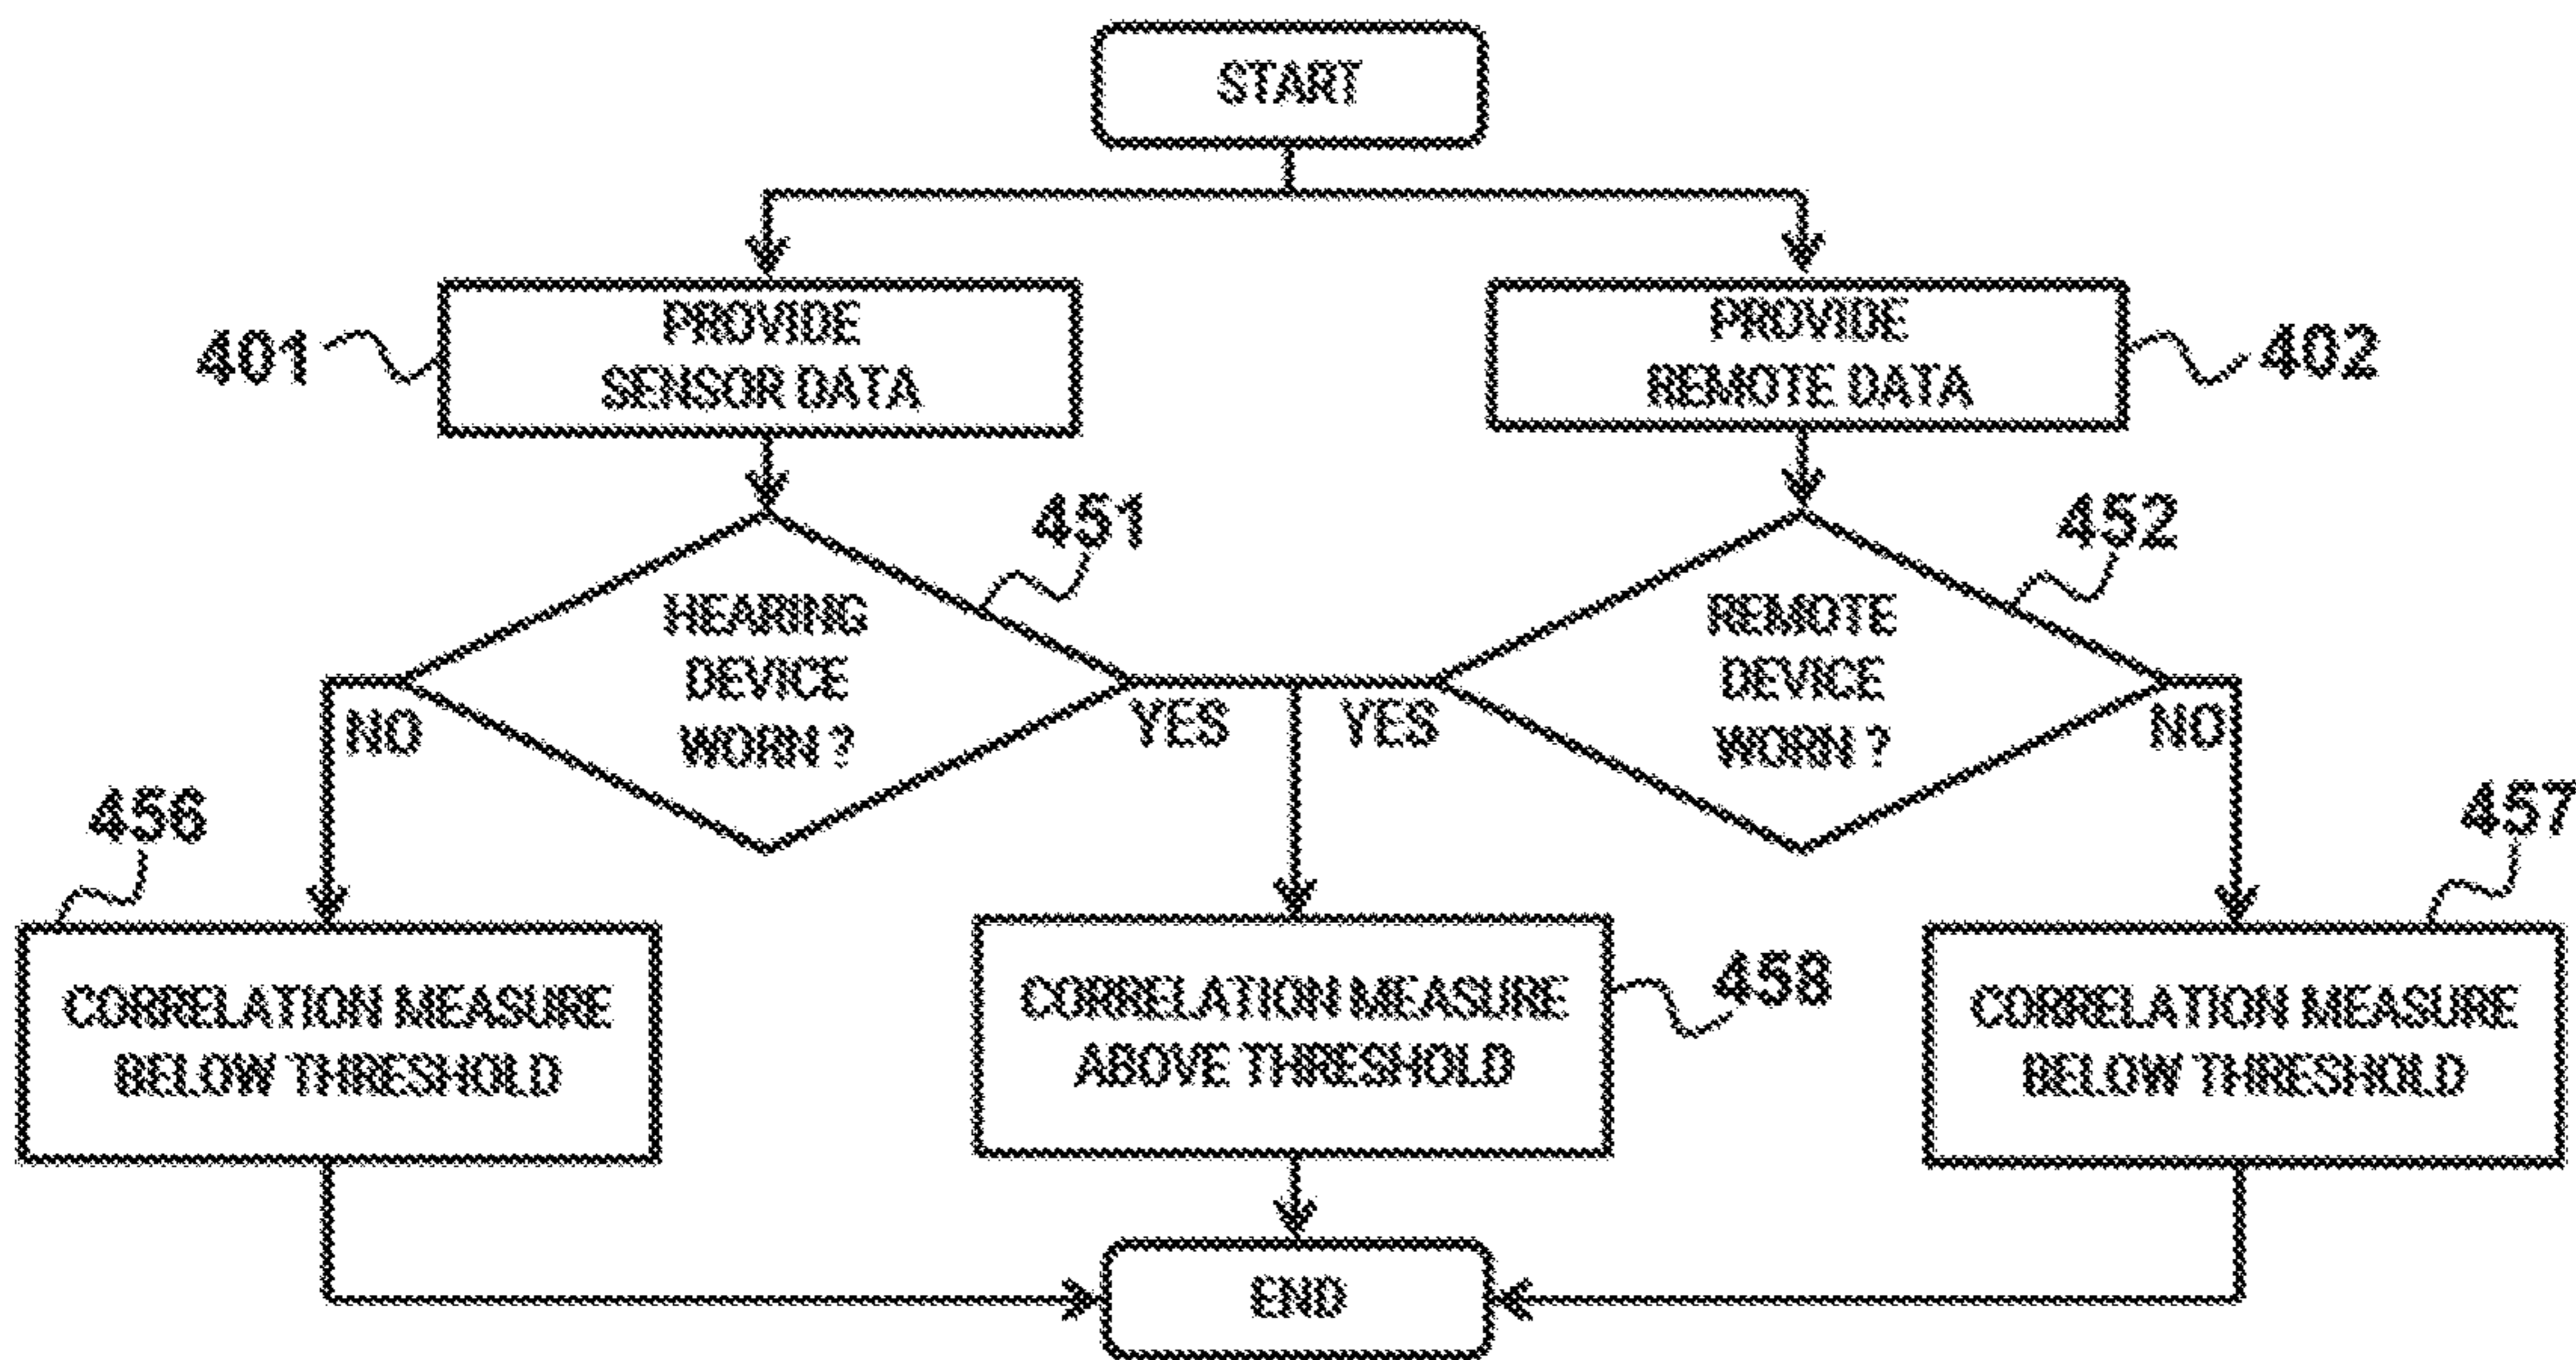 START
PROVIDE
SENSOR DATA
401
PROVIDE
REMOTE DATA
402
451
HEARING
DEVICE
WORN ?
452
REMOTE
DEVICE
WORN ?
NO
YES
YES
NO
456
CORRELATION MEASURE
BELOW THRESHOLD
458
CORRELATION MEASURE
ABOVE THRESHOLD
457
CORRELATION MEASURE
BELOW THRESHOLD
END